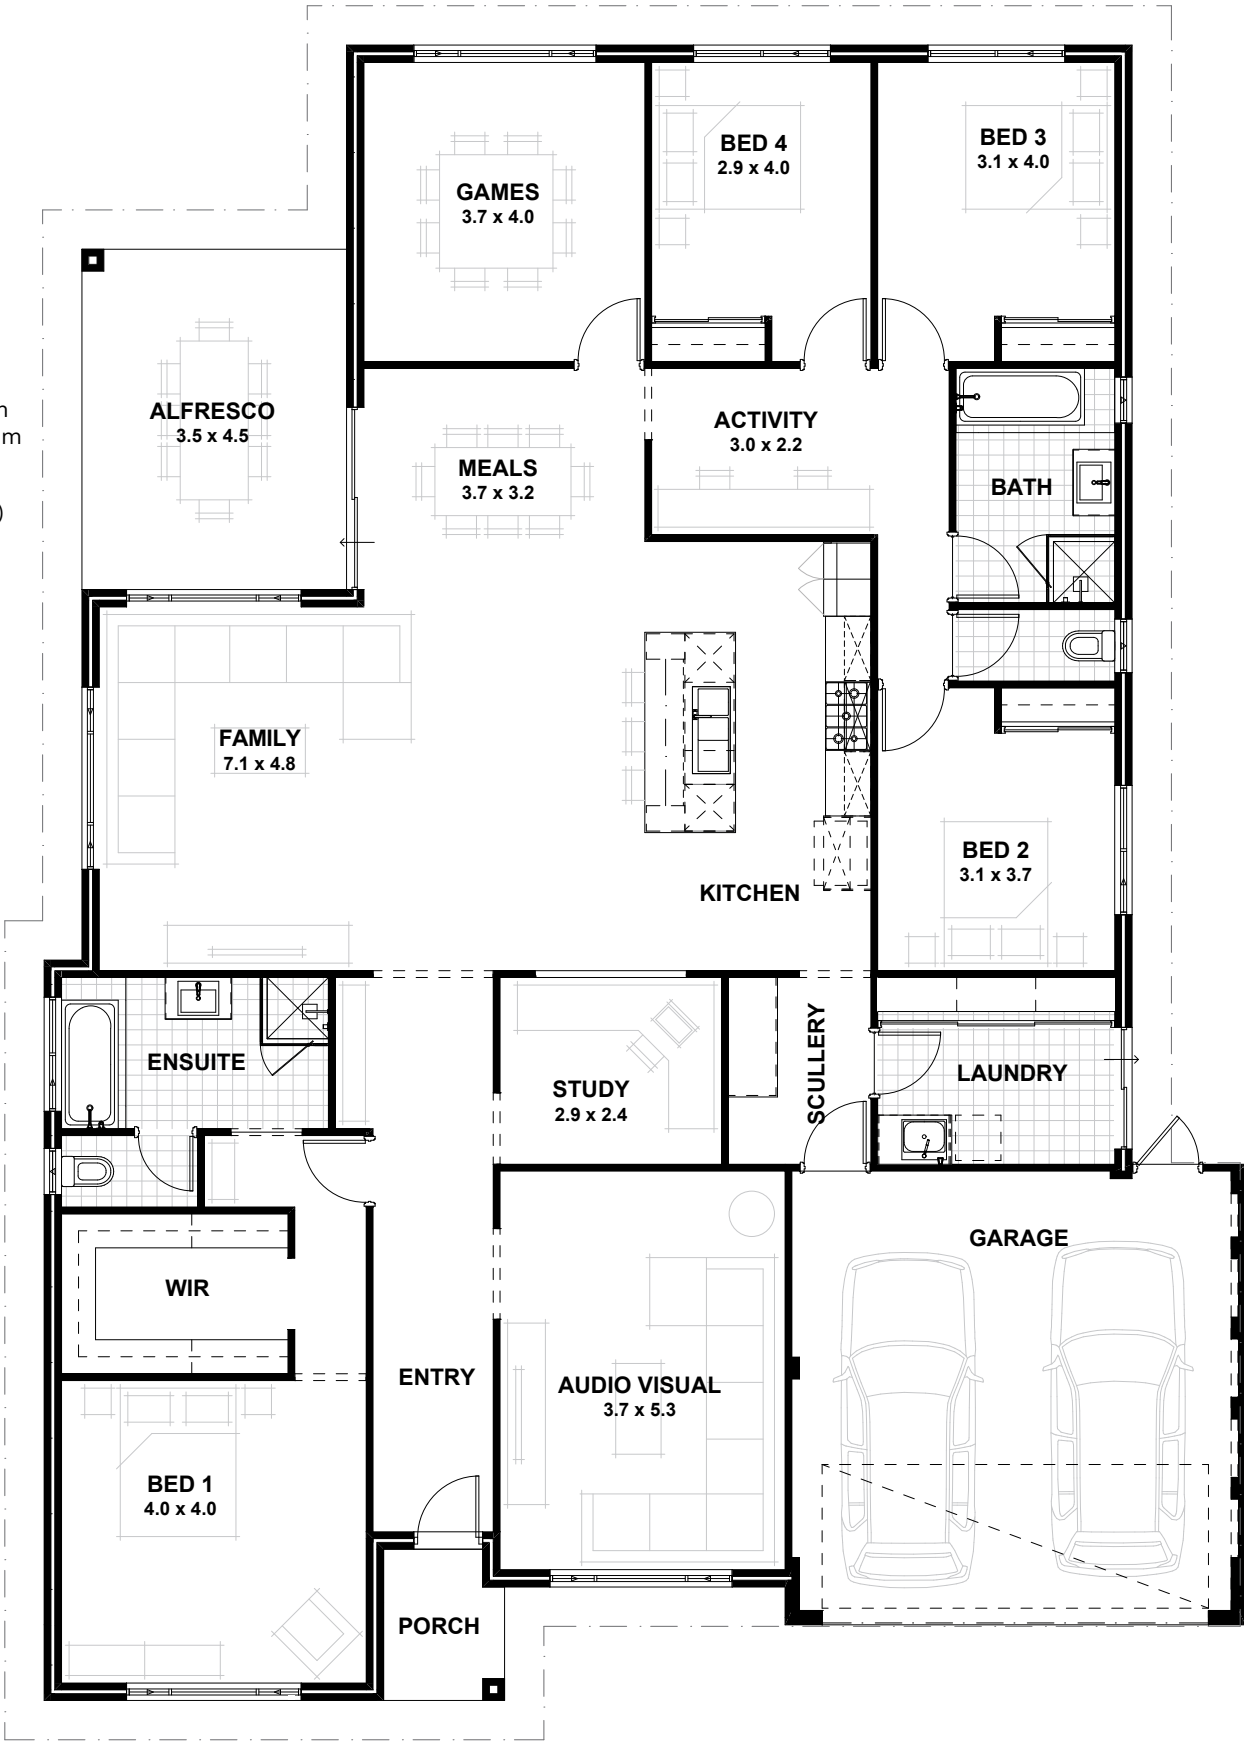 BED 4
2.9 x 4.0
BED 3
3.1 x 4.0
GAMES
3.7 x 4.0
ALFRESCO
3.5 x 4.5
m
)
ACTIVITY
3.0 x 2.2
MEALS
3.7 x 3.2
BATH
FAMILY
7.1 x 4.8
BED 2
3.1 x 3.7
KITCHEN
ENSUITE
STUDY
2.9 x 2.4
SCULLERY
LAUNDRY
GARAGE
WIR
ENTRY
AUDIO VISUAL
3.7 x 5.3
BED 1
4.0 x 4.0
PORCH